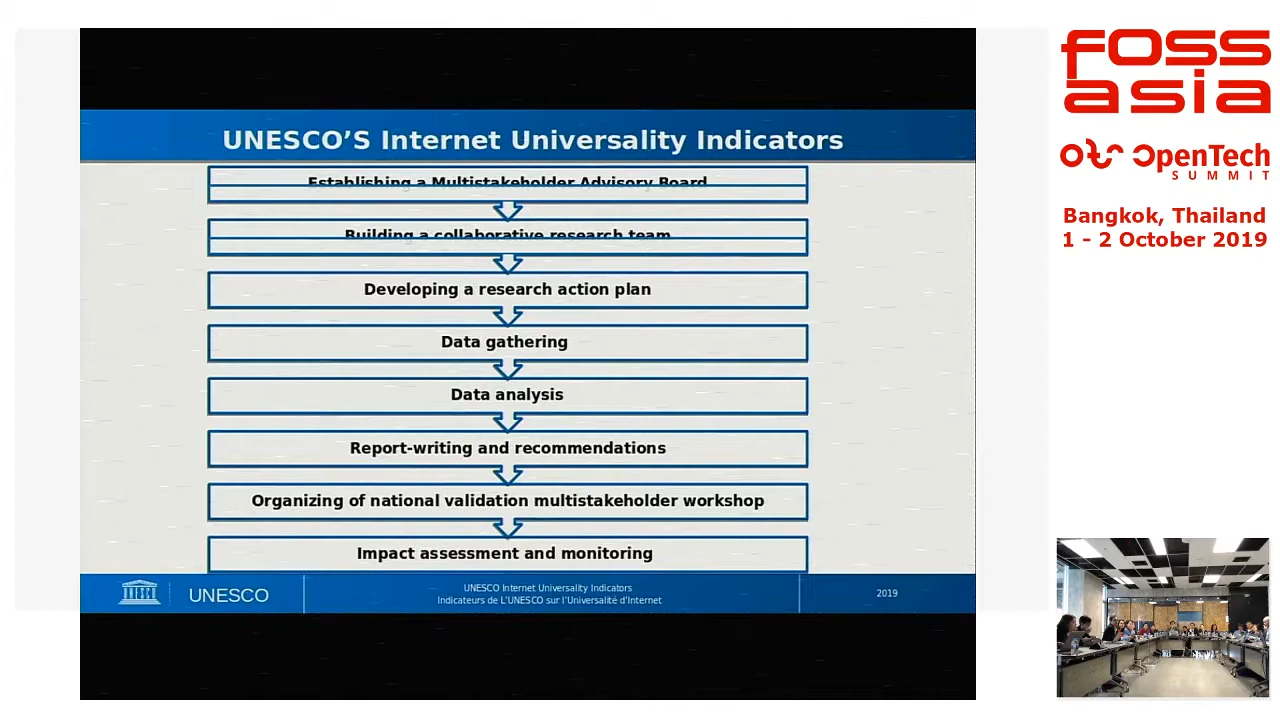 UNESCO'S Internet Universality Indicators
Establishing a Multistakeholder Advisory Board
Building a collaborative research team
Developing a research action plan
Data gathering
Data analysis
Report-writing and recommendations
Organizing of national validation multistakeholder workshop
Impact assessment and monitoring
UNESCO
UNESCO
UNESCO Internet Universality Indicators
Indicateurs de L'UNESCO sur l'Universalité d'Internet
2019
FOSS
asia
OpenTech
SUMMIT
Bangkok, Thailand
1 - 2 October 2019